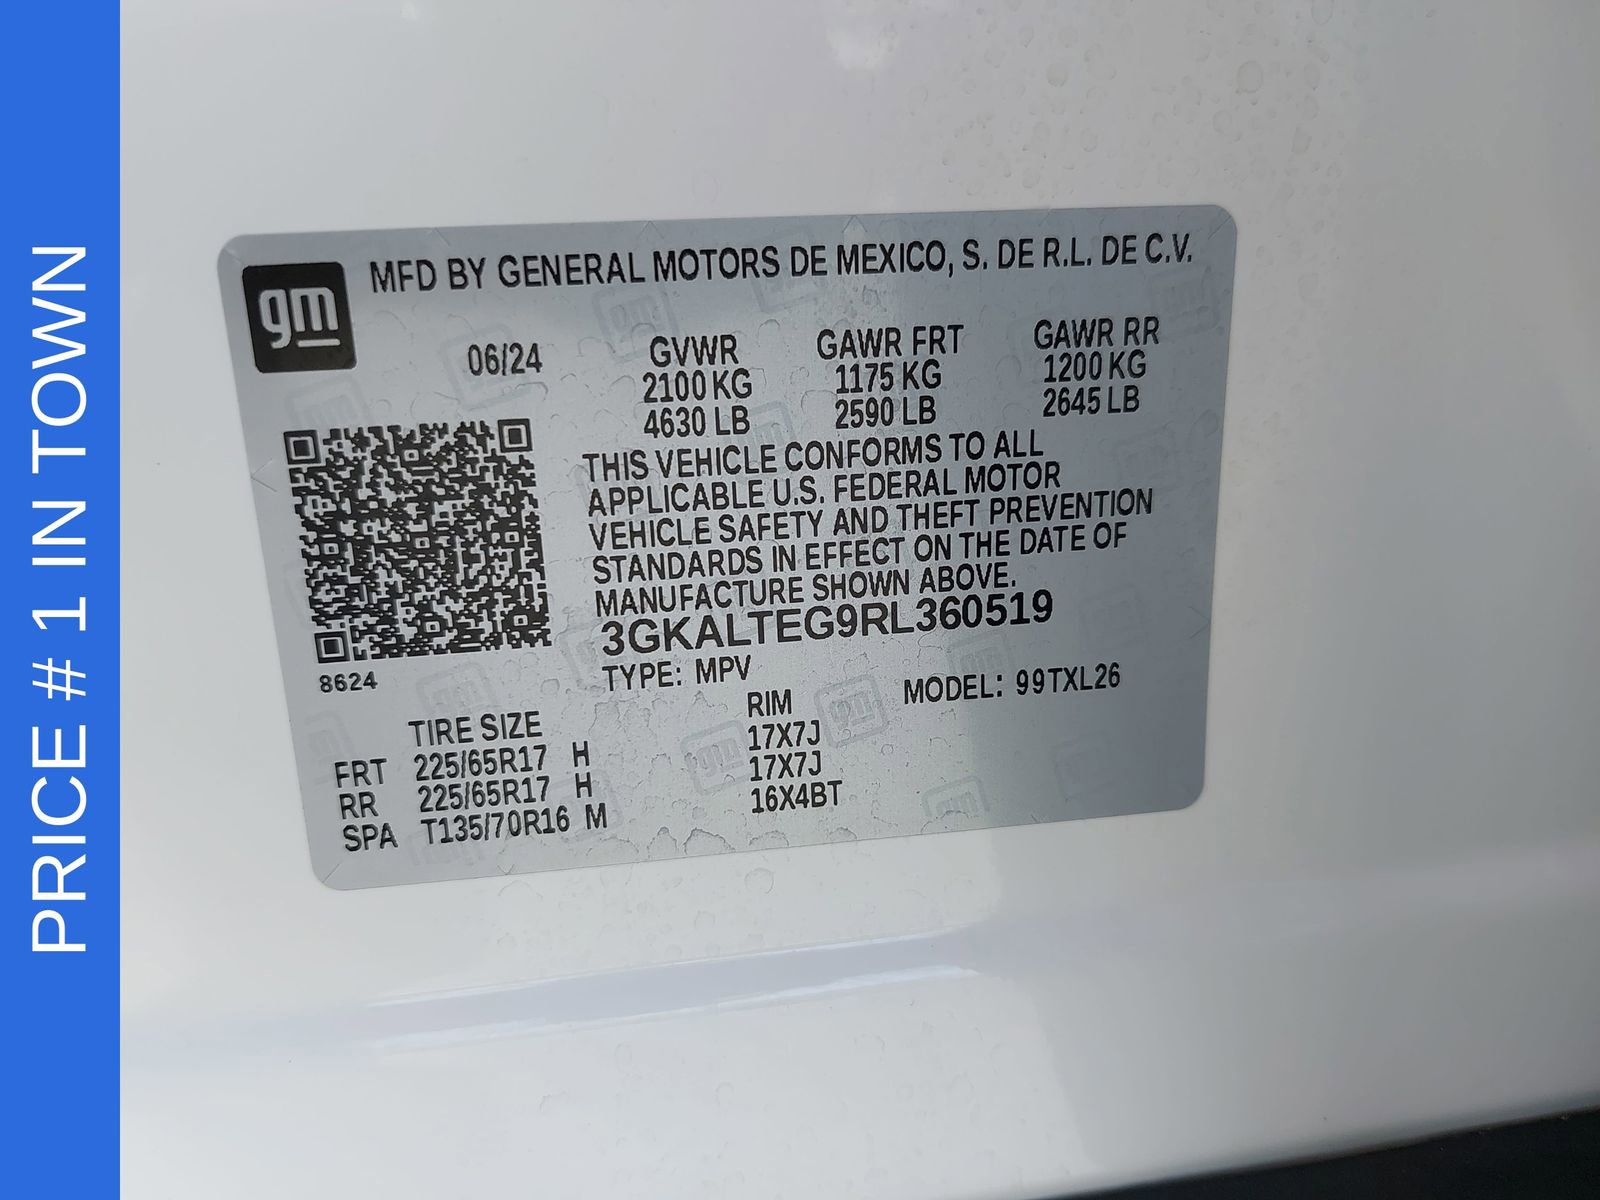 PRICE # 1 IN TOWN
gm
MFD BY GENERAL MOTORS DE MEXICO, S. DE R.L. DE C.V.
06/24 GVWR GAWR FRT GAWR RR
2100 KG 1175 KG 1200 KG
4630 LB 2590 LB 2645 LB
THIS VEHICLE CONFORMS TO ALL
APPLICABLE U.S. FEDERAL MOTOR
VEHICLE SAFETY AND THEFT PREVENTION
STANDARDS IN EFFECT ON THE DATE OF
MANUFACTURE SHOWN ABOVE.
3GKALTEG9RL360519
8624
TYPE: MPV MODEL: 99TXL26
TIRE SIZE RIM
FRT 225/65R17 H 17X7J
RR 225/65R17 H 17X7J
SPA T135/70R16 M 16X4BT